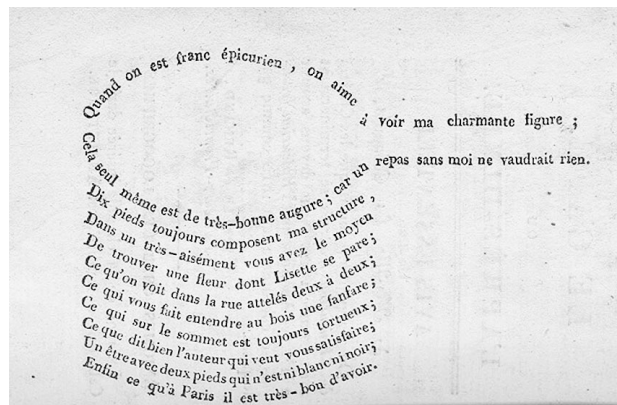 Quand on est franc épicurien, on aime à voir ma charmante figure ;
Cela seul même est de très-bonne augure ; car un repas sans moi ne vaudrait rien.
Dix pieds toujours composent ma structure,
Dans un très-aisément vous avez le moyen
De trouver une fleur dont Lisette se pare ;
Ce qu'on voit dans la rue attelés deux à deux ;
Ce qui vous fait entendre au bois une fanfare ;
Ce qui sur le sommet est toujours tortueux ;
Ce que dit bien l'auteur qui veut vous satisfaire ;
Un être avec deux pieds qui n'est ni blanc ni noir ;
Enfin ce qu'à Paris il est très-bon d'avoir.